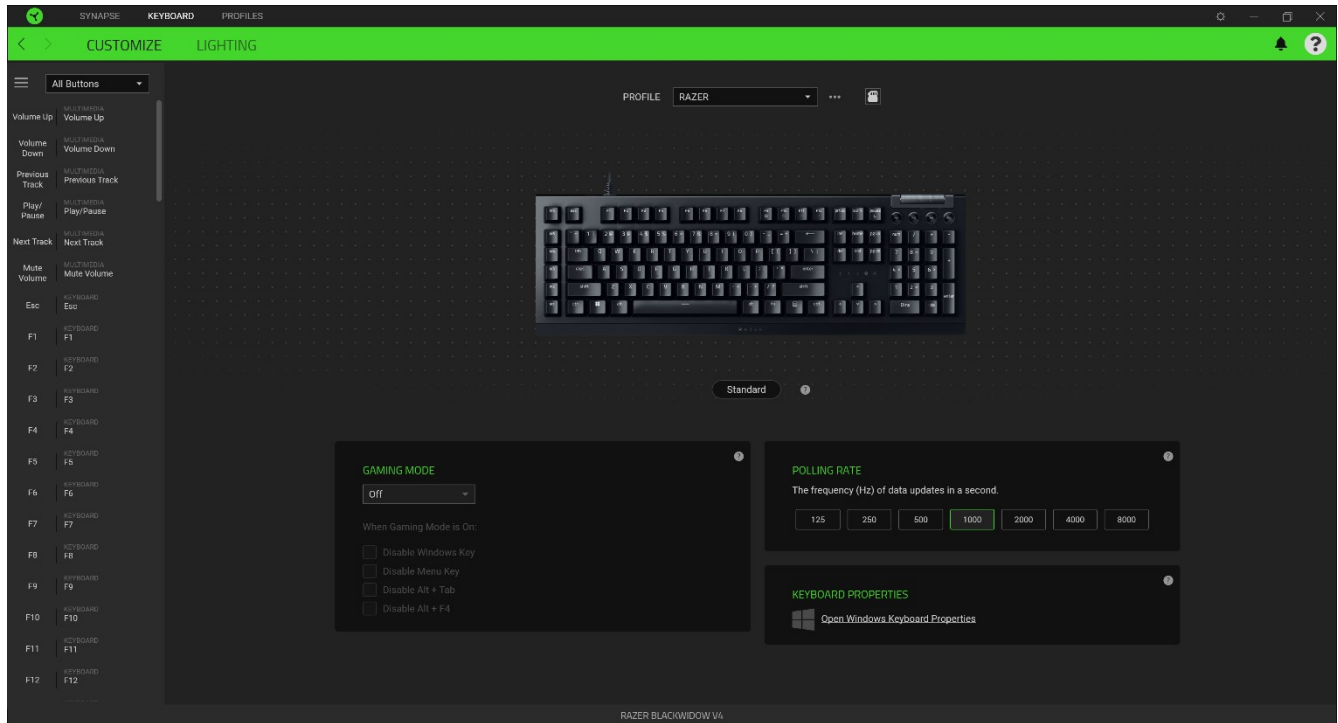 SYNAPSE KEYBOARD PROFILES
CUSTOMIZE LIGHTING
All Buttons
PROFILE RAZER
Volume Up
MULTIMEDIA
Volume Up
Volume Down
MULTIMEDIA
Volume Down
Previous Track
MULTIMEDIA
Previous Track
Play/Pause
MULTIMEDIA
Play/Pause
Next Track
MULTIMEDIA
Next Track
Mute Volume
MULTIMEDIA
Mute Volume
Esc
KEYBOARD
Esc
F1
KEYBOARD
F1
F2
KEYBOARD
F2
F3
KEYBOARD
F3
F4
KEYBOARD
F4
F5
KEYBOARD
F5
F6
KEYBOARD
F6
F7
KEYBOARD
F7
F8
KEYBOARD
F8
F9
KEYBOARD
F9
F10
KEYBOARD
F10
F11
KEYBOARD
F11
F12
KEYBOARD
F12
Standard
GAMING MODE
Off
When Gaming Mode is On:
Disable Windows Key
Disable Menu Key
Disable Alt + Tab
Disable Alt + F4
POLLING RATE
The frequency (Hz) of data updates in a second.
125 250 500 1000 2000 4000 8000
KEYBOARD PROPERTIES
Open Windows Keyboard Properties
RAZER BLACKWIDOW V4